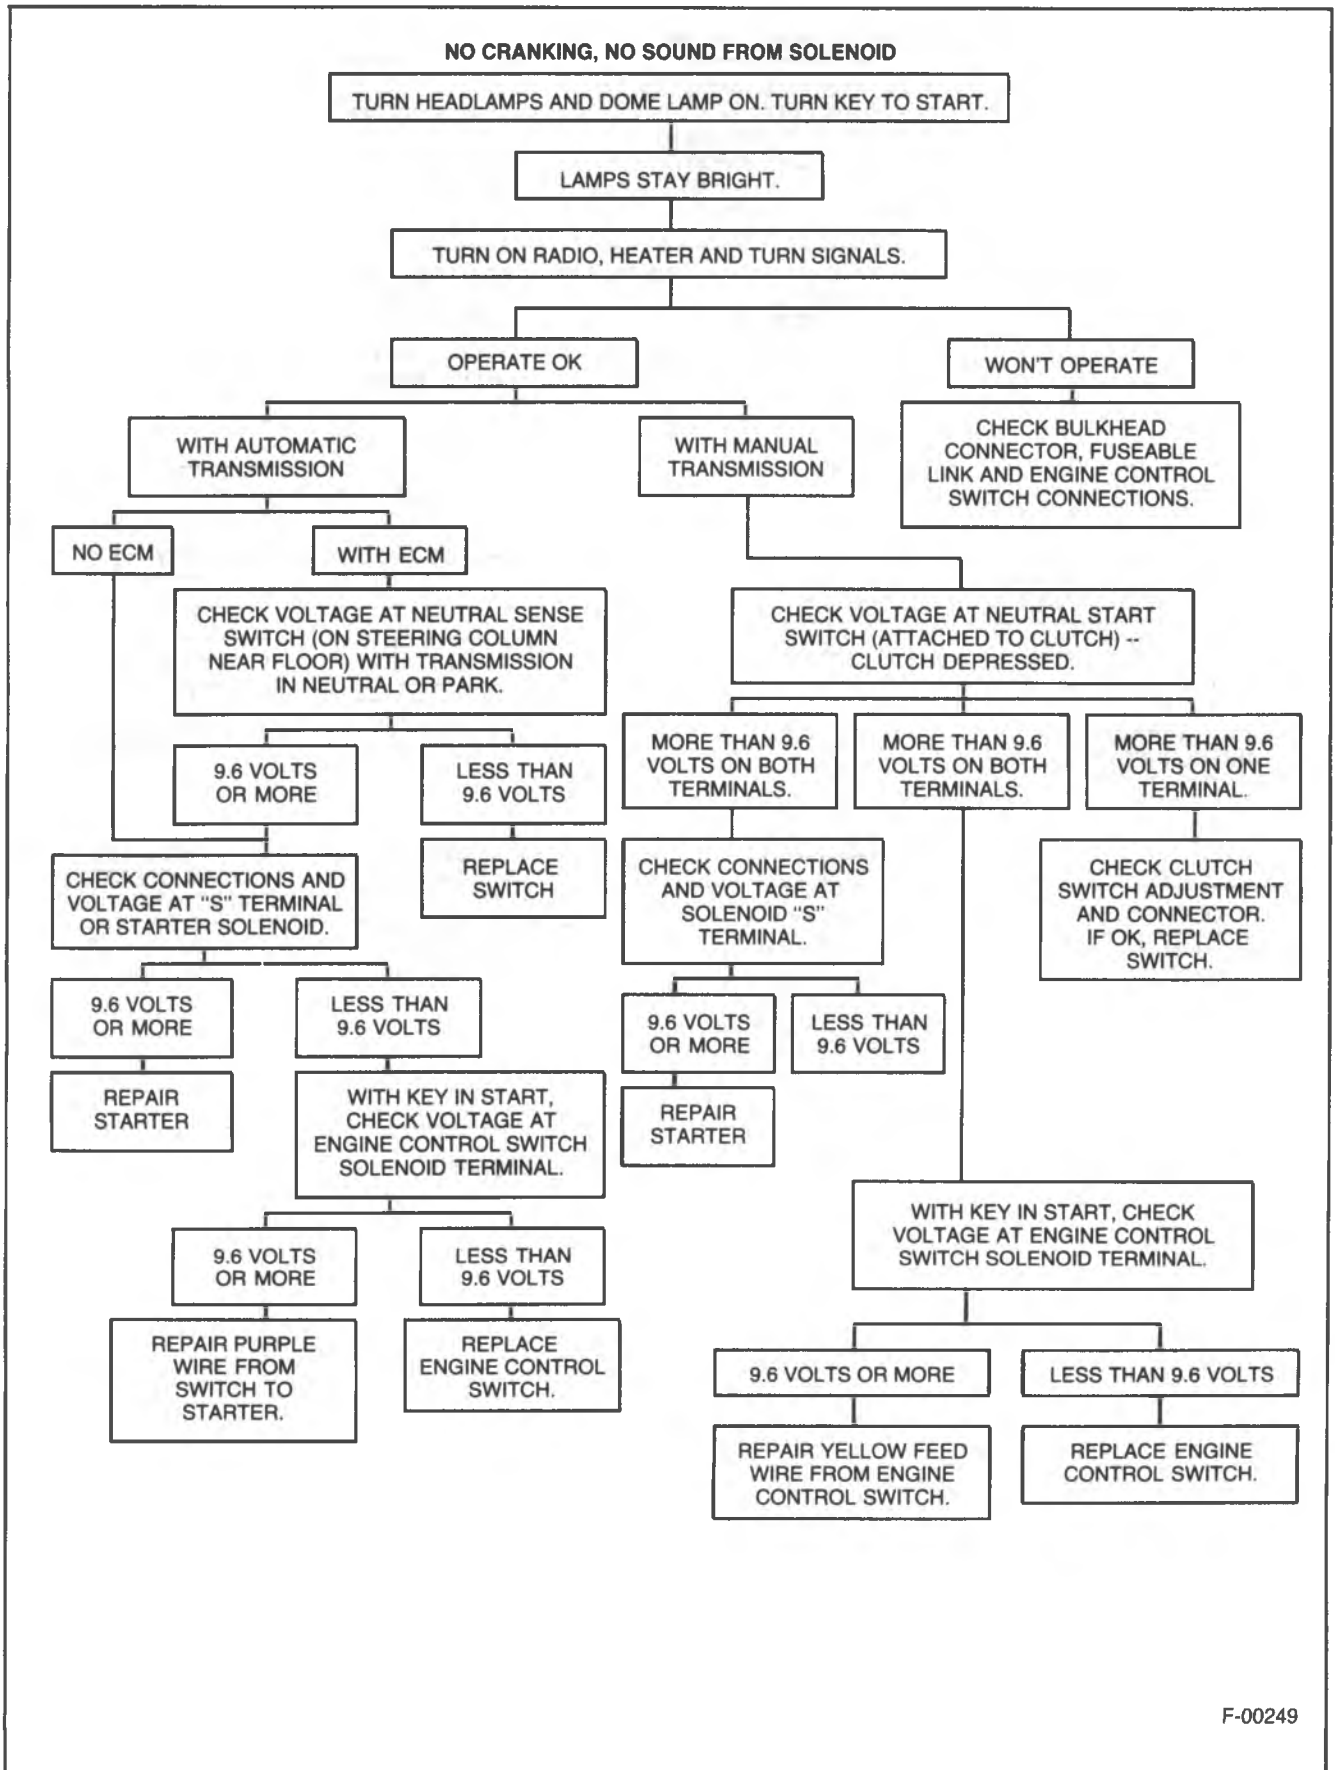 NO CRANKING, NO SOUND FROM SOLENOID
TURN HEADLAMPS AND DOME LAMP ON. TURN KEY TO START.
LAMPS STAY BRIGHT.
TURN ON RADIO, HEATER AND TURN SIGNALS.
OPERATE OK
WON'T OPERATE
WITH AUTOMATIC
TRANSMISSION
WITH MANUAL
TRANSMISSION
CHECK BULKHEAD
CONNECTOR, FUSEABLE
LINK AND ENGINE CONTROL
SWITCH CONNECTIONS.
NO ECM
WITH ECM
CHECK VOLTAGE AT NEUTRAL SENSE
SWITCH (ON STEERING COLUMN
NEAR FLOOR) WITH TRANSMISSION
IN NEUTRAL OR PARK.
CHECK VOLTAGE AT NEUTRAL START
SWITCH (ATTACHED TO CLUTCH) --
CLUTCH DEPRESSED.
9.6 VOLTS
OR MORE
LESS THAN
9.6 VOLTS
MORE THAN 9.6
VOLTS ON BOTH
TERMINALS.
MORE THAN 9.6
VOLTS ON BOTH
TERMINALS.
MORE THAN 9.6
VOLTS ON ONE
TERMINAL.
CHECK CONNECTIONS AND
VOLTAGE AT "S" TERMINAL
OR STARTER SOLENOID.
REPLACE
SWITCH
CHECK CONNECTIONS
AND VOLTAGE AT
SOLENOID "S"
TERMINAL.
CHECK CLUTCH
SWITCH ADJUSTMENT
AND CONNECTOR.
IF OK, REPLACE
SWITCH.
9.6 VOLTS
OR MORE
LESS THAN
9.6 VOLTS
9.6 VOLTS
OR MORE
LESS THAN
9.6 VOLTS
REPAIR
STARTER
WITH KEY IN START,
CHECK VOLTAGE AT
ENGINE CONTROL SWITCH
SOLENOID TERMINAL.
REPAIR
STARTER
WITH KEY IN START, CHECK
VOLTAGE AT ENGINE CONTROL
SWITCH SOLENOID TERMINAL.
9.6 VOLTS
OR MORE
LESS THAN
9.6 VOLTS
REPAIR PURPLE
WIRE FROM
SWITCH TO
STARTER.
REPLACE
ENGINE CONTROL
SWITCH.
9.6 VOLTS OR MORE
LESS THAN 9.6 VOLTS
REPAIR YELLOW FEED
WIRE FROM ENGINE
CONTROL SWITCH.
REPLACE ENGINE
CONTROL SWITCH.
F-00249